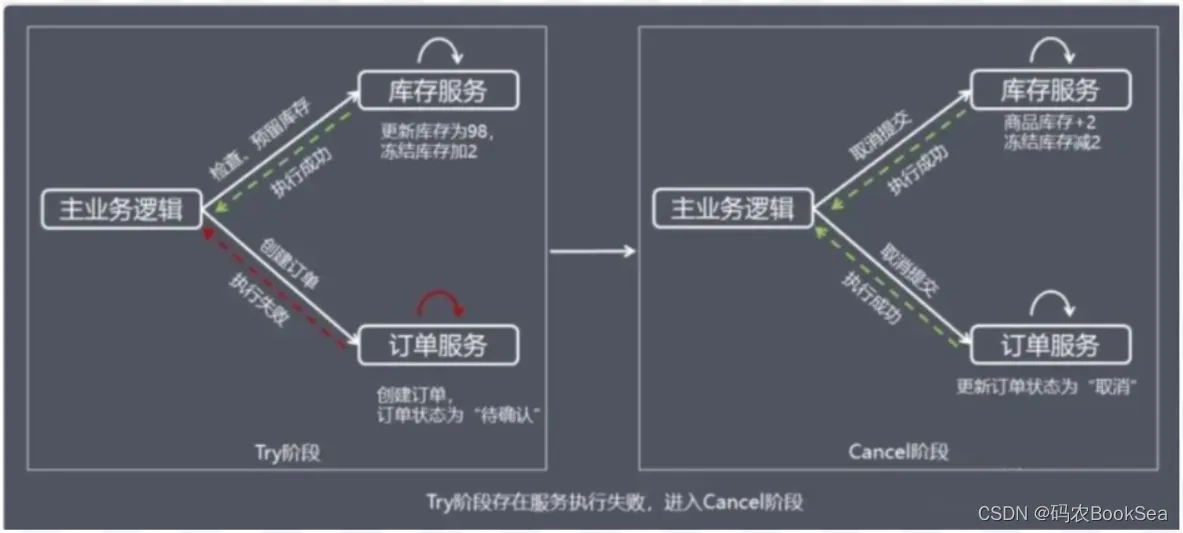 库存服务
更新库存为98，
冻结库存加2
检查、预留库存
执行成功
主业务逻辑
创建订单
执行失败
订单服务
创建订单，
订单状态为“待确认”
Try阶段
库存服务
商品库存+2
冻结库存减2
取消提交
执行成功
主业务逻辑
取消提交
执行成功
订单服务
更新订单状态为“取消”
Cancel阶段
Try阶段存在服务执行失败，进入Cancel阶段
CSDN @码农BookSea